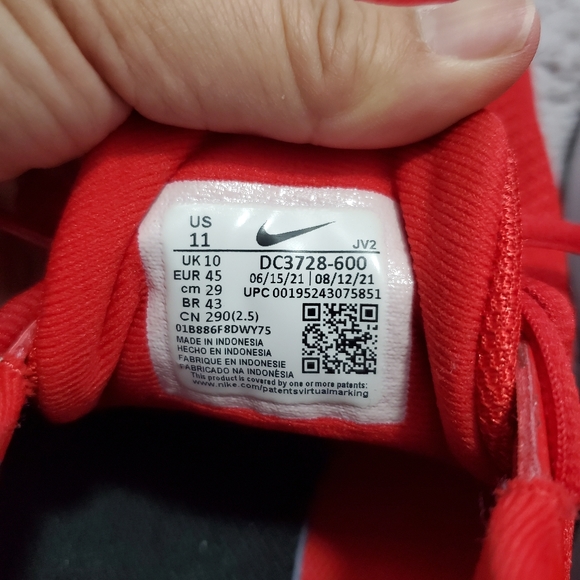 US
11
JV2
UK 10
DC3728-600
EUR 45
06/15/21 | 08/12/21
cm 29
UPC 00195243075851
BR 43
CN 290(2.5)
01B886F8DWY75
MADE IN INDONESIA
HECHO EN INDONESIA
FABRIQUE EN INDONESIE
FABRICADO NA INDONÈSIA
This product is covered by one or more patents:
www.nike.com/patentsvirtualmarking